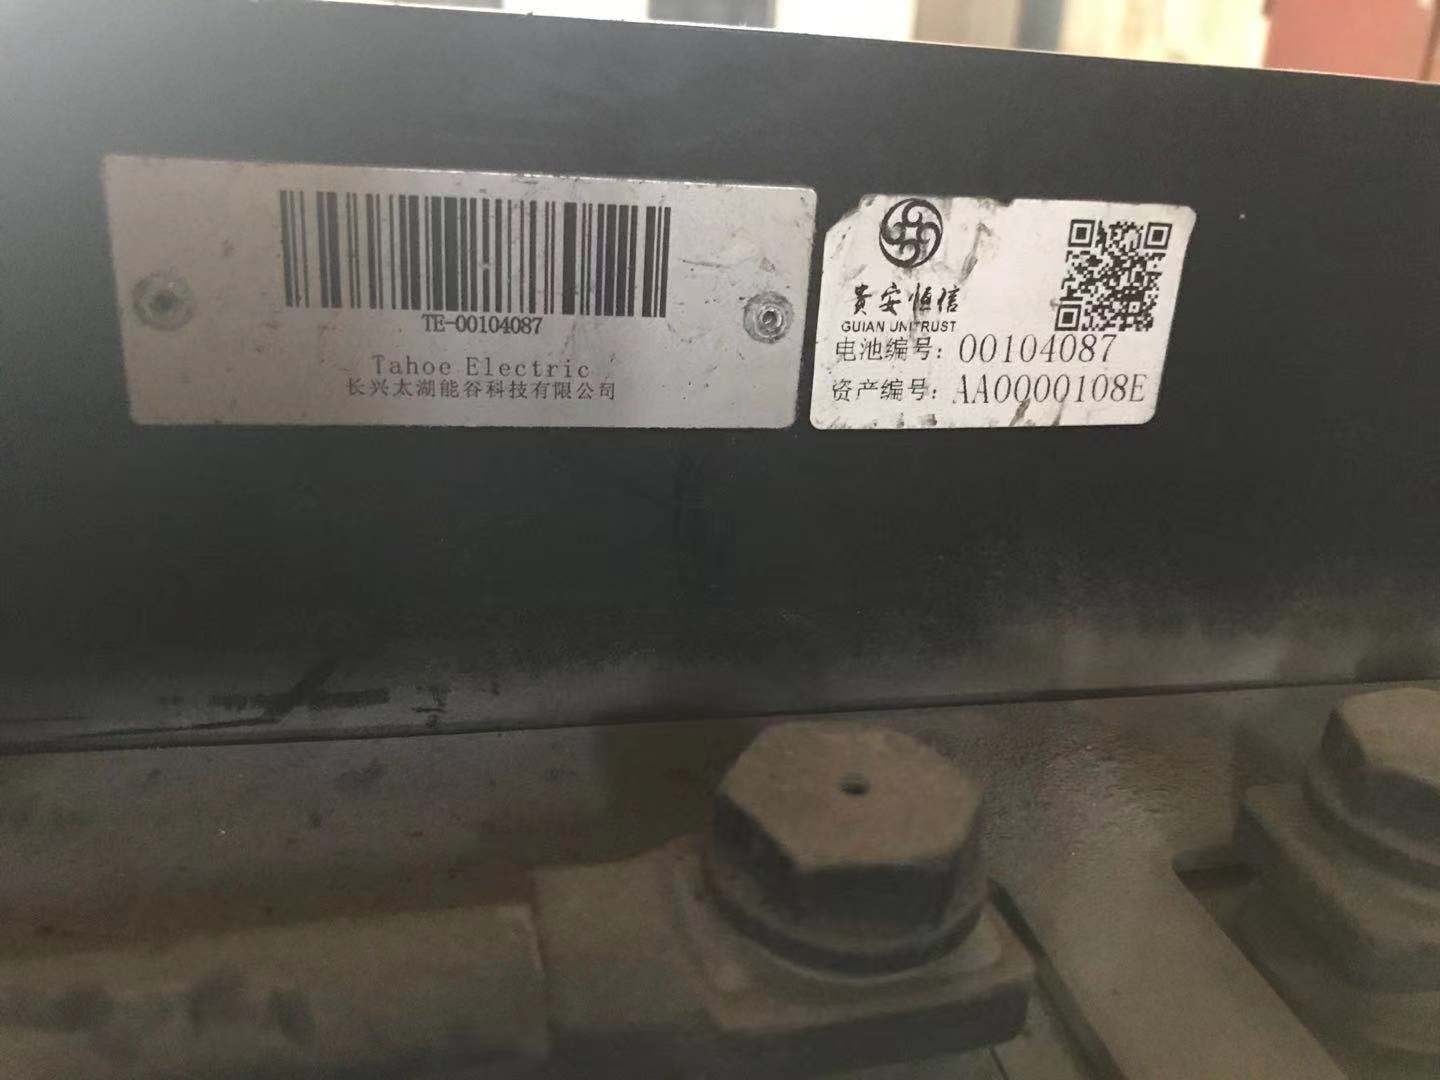 TE-00104087
Tahoe Electric
长兴太湖能谷科技有限公司
贵安恒信
GUIAN UNITRUST
电池编号: 00104087
资产编号: AA0000108E